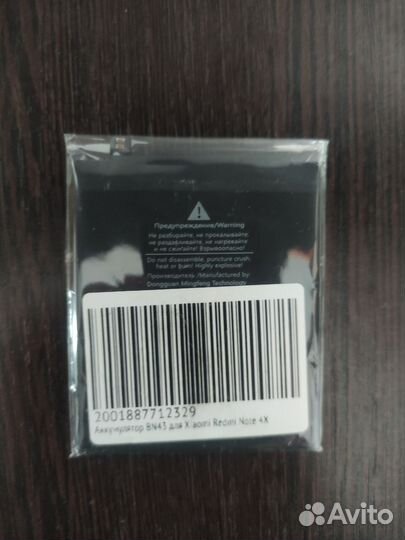 Предупреждение/Warning
Не разбирайте, не прокалывайте,
не раздавливайте, не нагревайте
и не сжигайте! Взрывоопасно!
Do not disassemble, puncture crush,
heat or burn! Highly explosive!
Производитель /Manufactured by:
Dongguan Mingfeng Technology
2001887712329
Аккумулятор BN43 для Xiaomi Redmi Note 4X
Avito